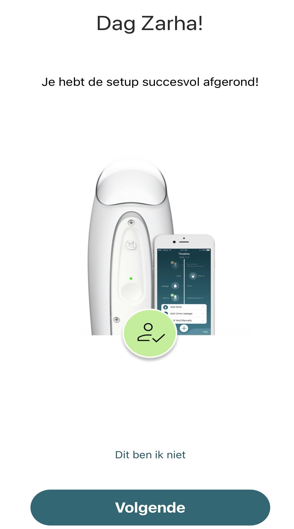 Dag Zarha!
Je hebt de setup succesvol afgerond!
Dit ben ik niet
Volgende